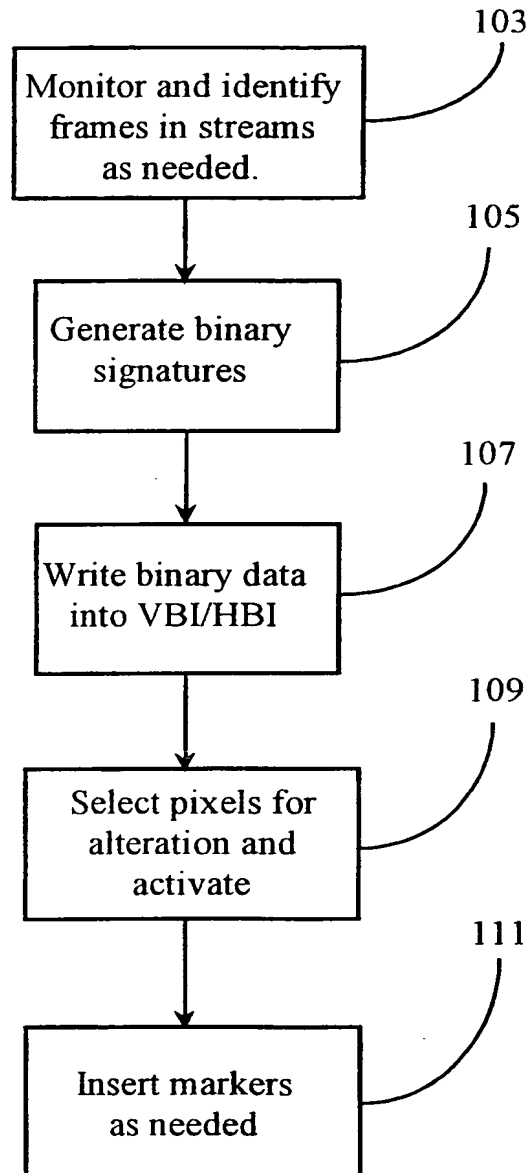 103
Monitor and identify
frames in streams
as needed.
105
Generate binary
signatures
107
Write binary data
into VBI/HBI
109
Select pixels for
alteration and
activate
111
Insert markers
as needed